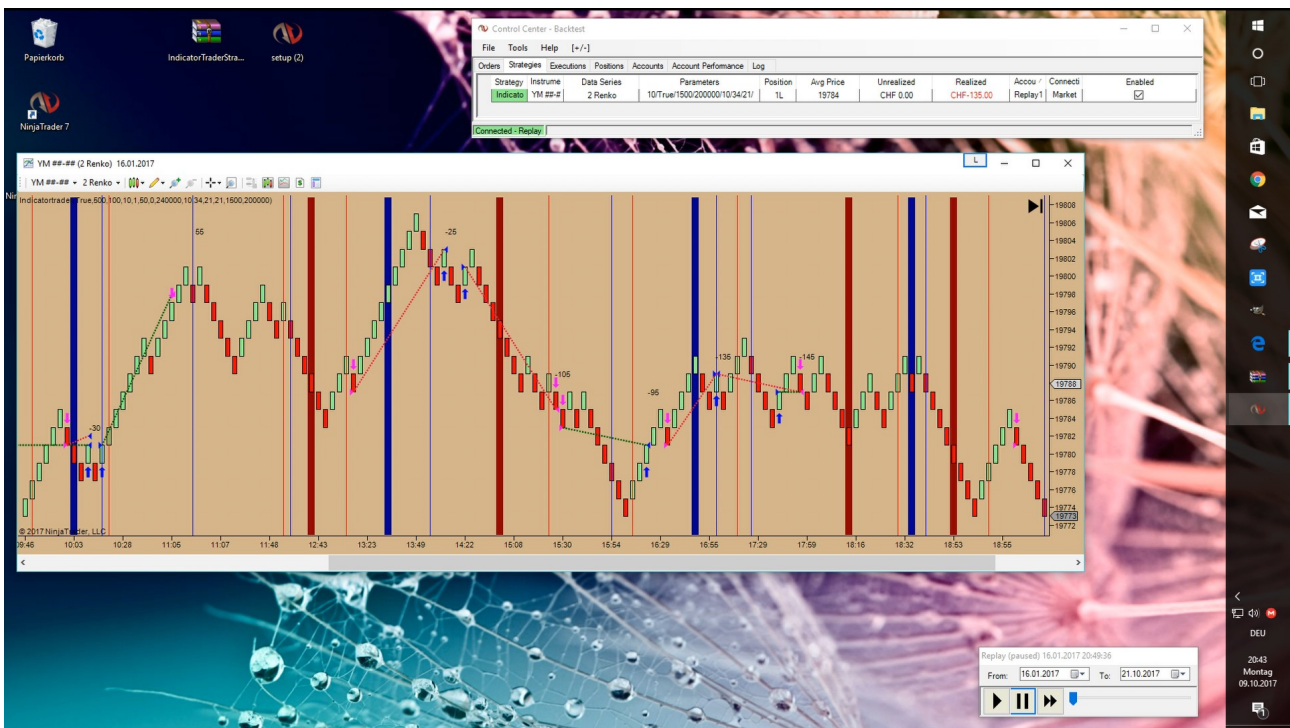 Papierkorb
IndicatorTraderStra...
setup (2)
NinjaTrader 7
Control Center - Backtest
File Tools Help [+/-]
Orders Strategies Executions Positions Accounts Account Performance Log
Strategy Instrume Data Series Parameters Position Avg Price Unrealized Realized Accou Connecti Enabled
Indicato YM ##-# 2 Renko 10/True/1500/200000/10/34/21/ 1L 19784 CHF 0.00 CHF-135.00 Replay1 Market
Connected - Replay
YM ##-## (2 Renko) 16.01.2017
L
YM ##-## 2 Renko
Indicatortrader(True,500,100,10,1,50,0,240000,10,34,21,21,1500,200000)
55
-25
-30
-105
-95
-135
-145
19808
19806
19804
19802
19800
19798
19796
19794
19792
19790
19788
19786
19784
19782
19780
19778
19776
19774
19773
19772
© 2017 NinjaTrader, LLC
09:46 10:03 10:28 11:05 11:07 11:48 12:43 13:23 13:49 14:22 15:08 15:30 15:54 16:29 16:55 17:29 17:59 18:16 18:32 18:53 18:55
Replay (paused) 16.01.2017 20:49:36
From: 16.01.2017 To: 21.10.2017
DEU
20:43
Montag
09.10.2017